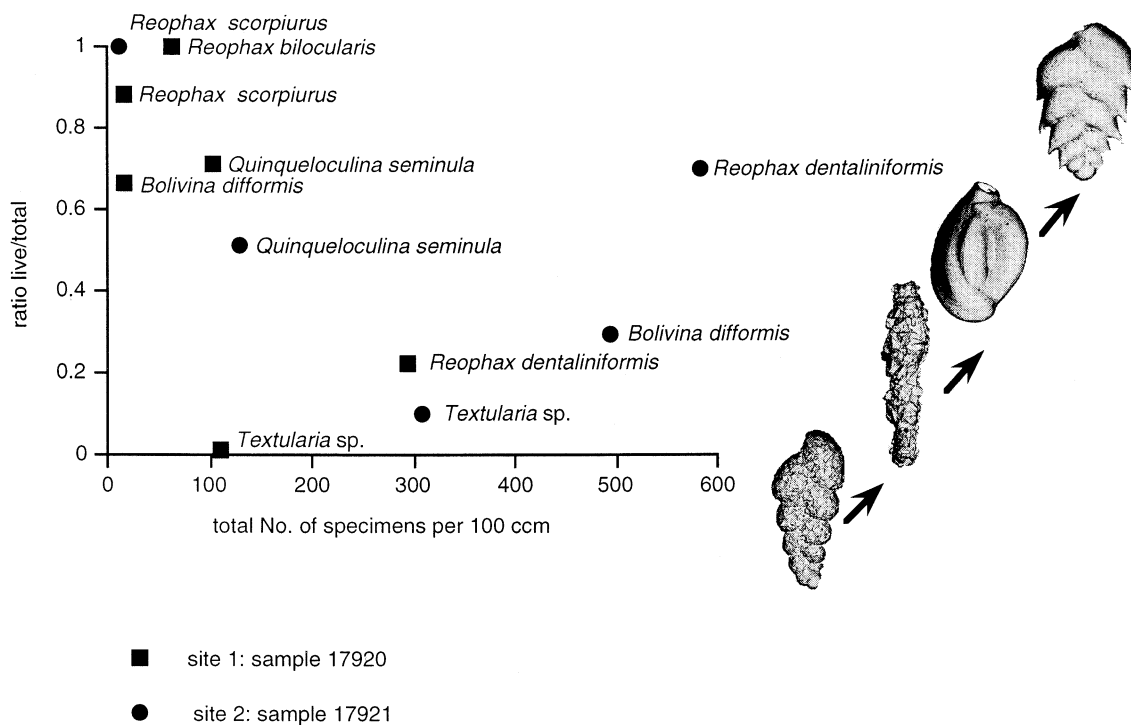 Reophax scorpiurus
1
Reophax bilocularis
Reophax scorpiurus
0.8
Quinqueloculina seminula
Reophax dentaliniformis
Bolivina difformis
0.6
Quinqueloculina seminula
ratio live/total
0.4
Bolivina difformis
Reophax dentaliniformis
0.2
Textularia sp.
Textularia sp.
0
0 100 200 300 400 500 600
total No. of specimens per 100 ccm
site 1: sample 17920
site 2: sample 17921